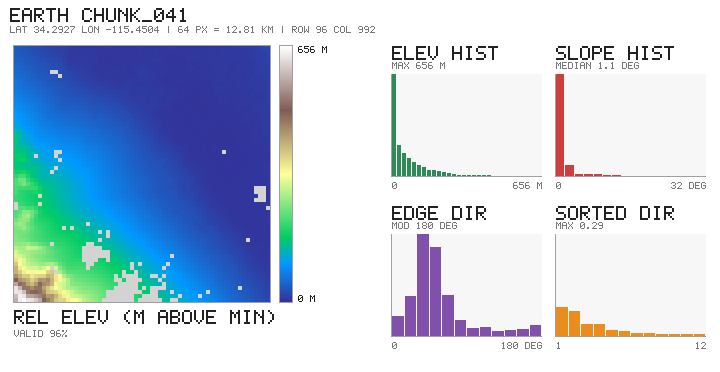 EARTH CHUNK_041
LAT 34.2927 LON -115.4504 | 64 PX = 12.81 KM | ROW 96 COL 992
656 M
0 M
REL ELEV (M ABOVE MIN)
VALID 96%
ELEV HIST
MAX 656 M
0 656 M
SLOPE HIST
MEDIAN 1.1 DEG
0 32 DEG
EDGE DIR
MOD 180 DEG
0 180 DEG
SORTED DIR
MAX 0.29
1 12